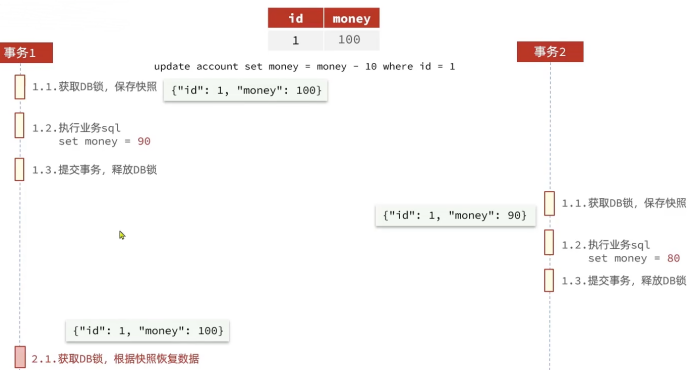 id money
1 100
事务1
事务2
update account set money = money - 10 where id = 1
1.1.获取DB锁，保存快照
{"id": 1, "money": 100}
1.2.执行业务sql
set money = 90
1.3.提交事务，释放DB锁
1.1.获取DB锁，保存快照
{"id": 1, "money": 90}
1.2.执行业务sql
set money = 80
1.3.提交事务，释放DB锁
{"id": 1, "money": 100}
2.1.获取DB锁，根据快照恢复数据